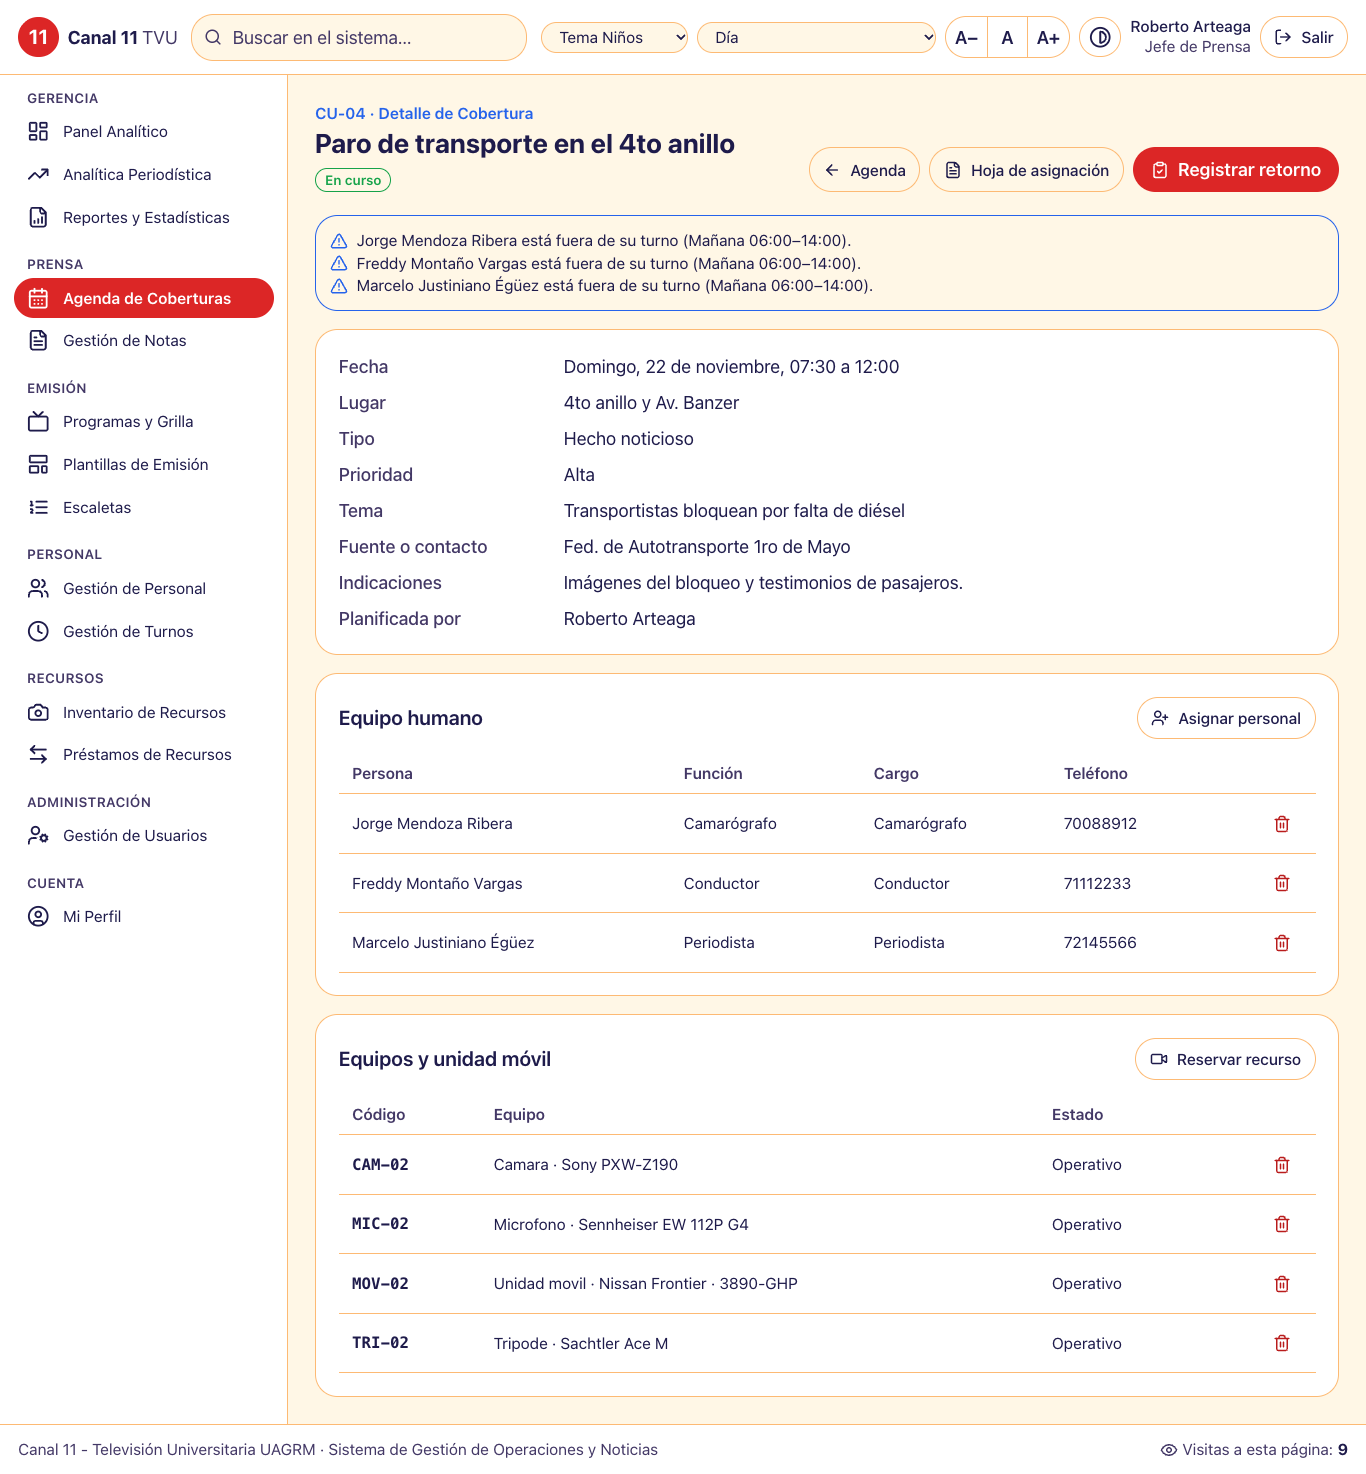 11 Canal 11 TVU
Buscar en el sistema...
Tema Niños
Día
A−
A
A+
Roberto Arteaga
Jefe de Prensa
Salir
GERENCIA
Panel Analítico
Analítica Periodística
Reportes y Estadísticas
PRENSA
Agenda de Coberturas
Gestión de Notas
EMISIÓN
Programas y Grilla
Plantillas de Emisión
Escaletas
PERSONAL
Gestión de Personal
Gestión de Turnos
RECURSOS
Inventario de Recursos
Préstamos de Recursos
ADMINISTRACIÓN
Gestión de Usuarios
CUENTA
Mi Perfil
CU-04 · Detalle de Cobertura
Paro de transporte en el 4to anillo
En curso
Agenda
Hoja de asignación
Registrar retorno
Jorge Mendoza Ribera está fuera de su turno (Mañana 06:00–14:00).
Freddy Montaño Vargas está fuera de su turno (Mañana 06:00–14:00).
Marcelo Justiniano Égüez está fuera de su turno (Mañana 06:00–14:00).
Fecha Domingo, 22 de noviembre, 07:30 a 12:00
Lugar 4to anillo y Av. Banzer
Tipo Hecho noticioso
Prioridad Alta
Tema Transportistas bloquean por falta de diésel
Fuente o contacto Fed. de Autotransporte 1ro de Mayo
Indicaciones Imágenes del bloqueo y testimonios de pasajeros.
Planificada por Roberto Arteaga
Equipo humano
Asignar personal
Persona Función Cargo Teléfono
Jorge Mendoza Ribera Camarógrafo Camarógrafo 70088912
Freddy Montaño Vargas Conductor Conductor 71112233
Marcelo Justiniano Égüez Periodista Periodista 72145566
Equipos y unidad móvil
Reservar recurso
Código Equipo Estado
CAM-02 Camara · Sony PXW-Z190 Operativo
MIC-02 Microfono · Sennheiser EW 112P G4 Operativo
MOV-02 Unidad movil · Nissan Frontier · 3890-GHP Operativo
TRI-02 Tripode · Sachtler Ace M Operativo
Canal 11 - Televisión Universitaria UAGRM · Sistema de Gestión de Operaciones y Noticias
Visitas a esta página: 9